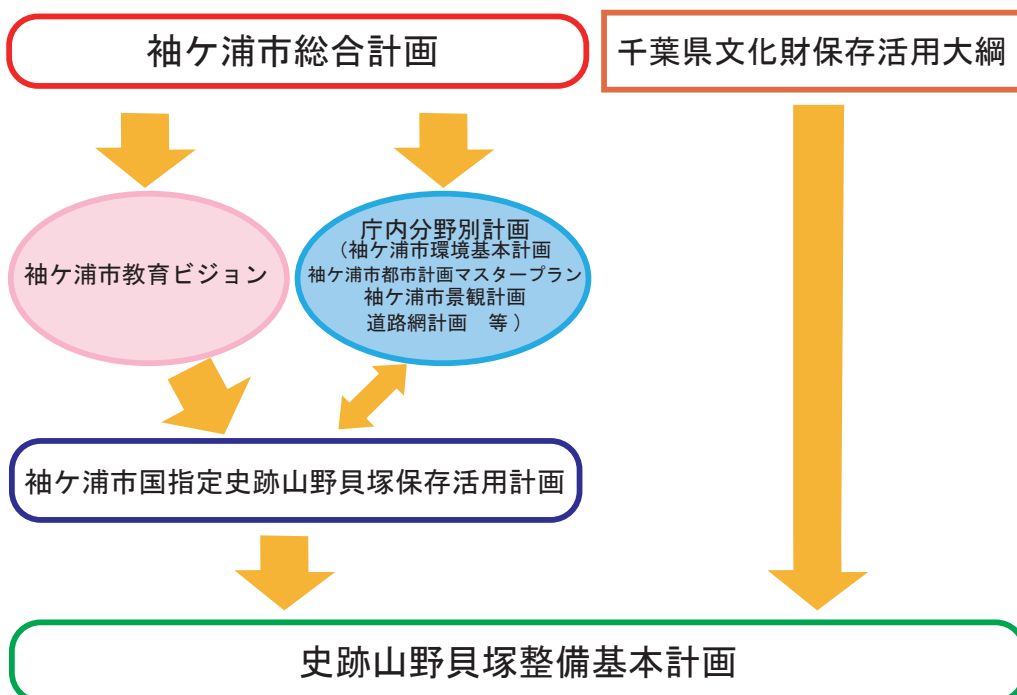 袖ケ浦市総合計画
千葉県文化財保存活用大綱
袖ケ浦市教育ビジョン
庁内分野別計画
(袖ケ浦市環境基本計画
袖ケ浦市都市計画マスタープラン
袖ケ浦市景観計画
道路網計画　等)
袖ケ浦市国指定史跡山野貝塚保存活用計画
史跡山野貝塚整備基本計画